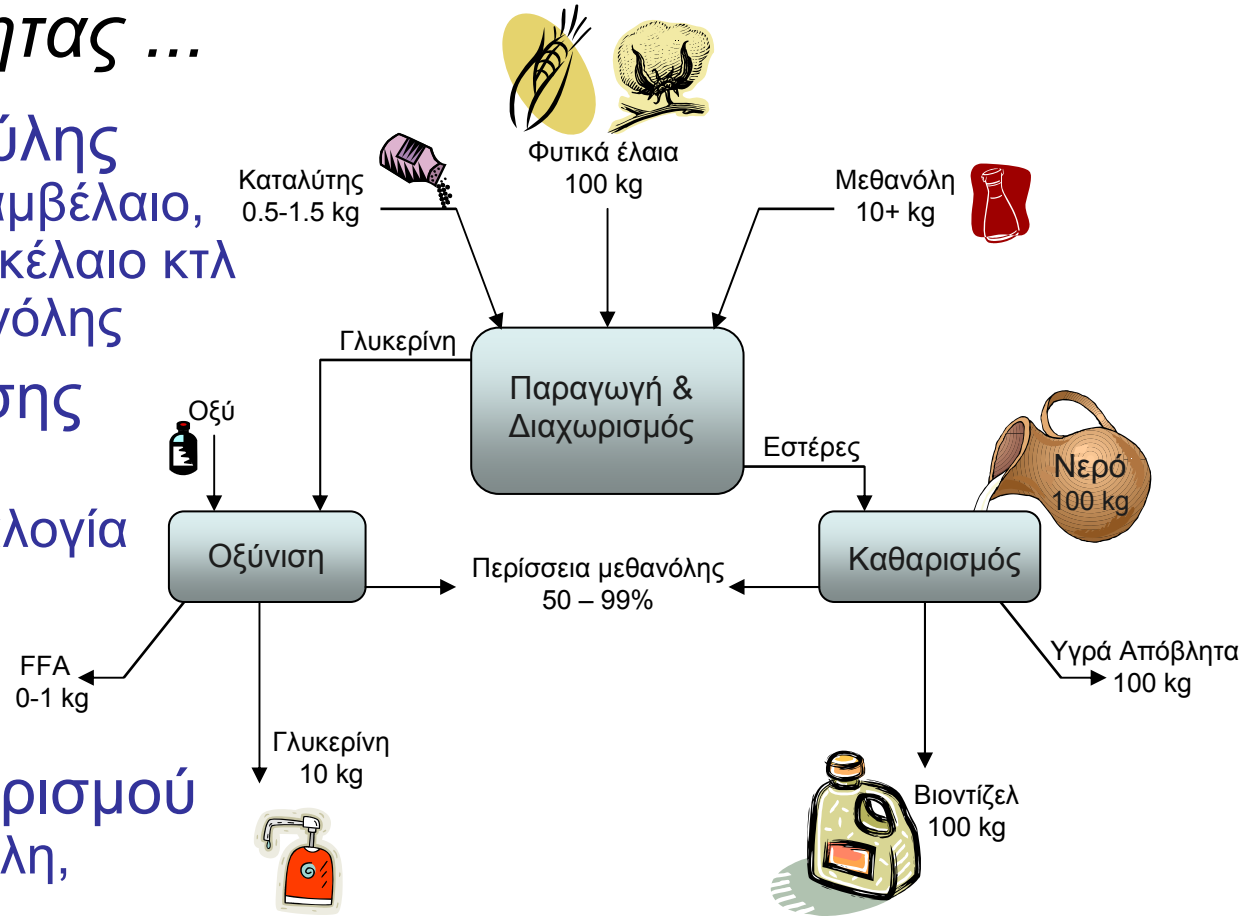 ητας ...
ύλης
αμβέλαιο,
κέλαιο κτλ
γόλης
σης
λογία
ρισμού
λη,
Φυτικά έλαια
100 kg
Καταλύτης
0.5-1.5 kg
Μεθανόλη
10+ kg
Γλυκερίνη
Παραγωγή &
Διαχωρισμός
Οξύ
Εστέρες
Νερό
100 kg
Οξύνιση
Περίσσεια μεθανόλης
50 – 99%
Καθαρισμός
FFA
0-1 kg
Υγρά Απόβλητα
100 kg
Γλυκερίνη
10 kg
Βιοντίζελ
100 kg